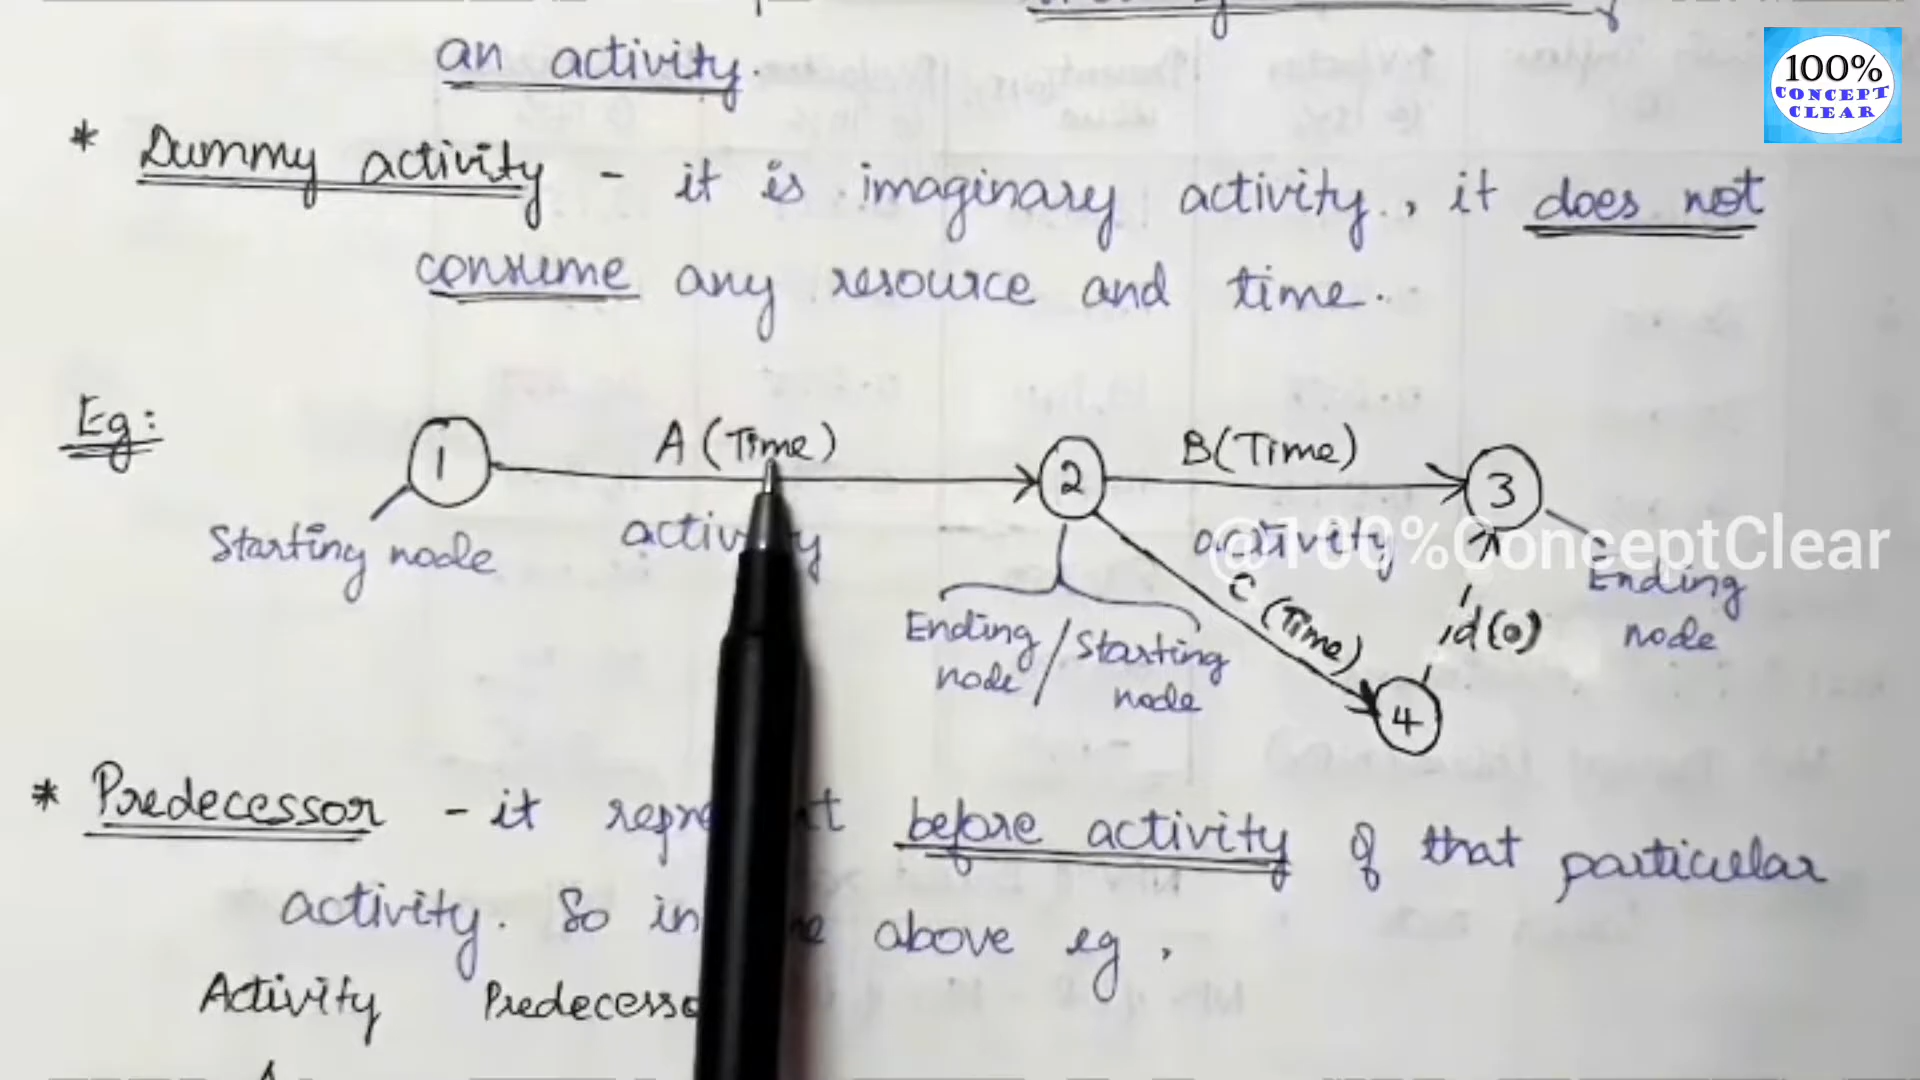 an activity.
* Dummy activity - it is imaginary activity, it does not
consume any resource and time.
Eg:
1 A (Time) 2 B (Time) 3
Starting node activity activity Ending node
C (Time)
d(0)
Ending node / Starting node
4
* Predecessor - it before activity of that particular
activity. So in above eg,
Activity
100%
CONCEPT
CLEAR
@100%ConceptClear